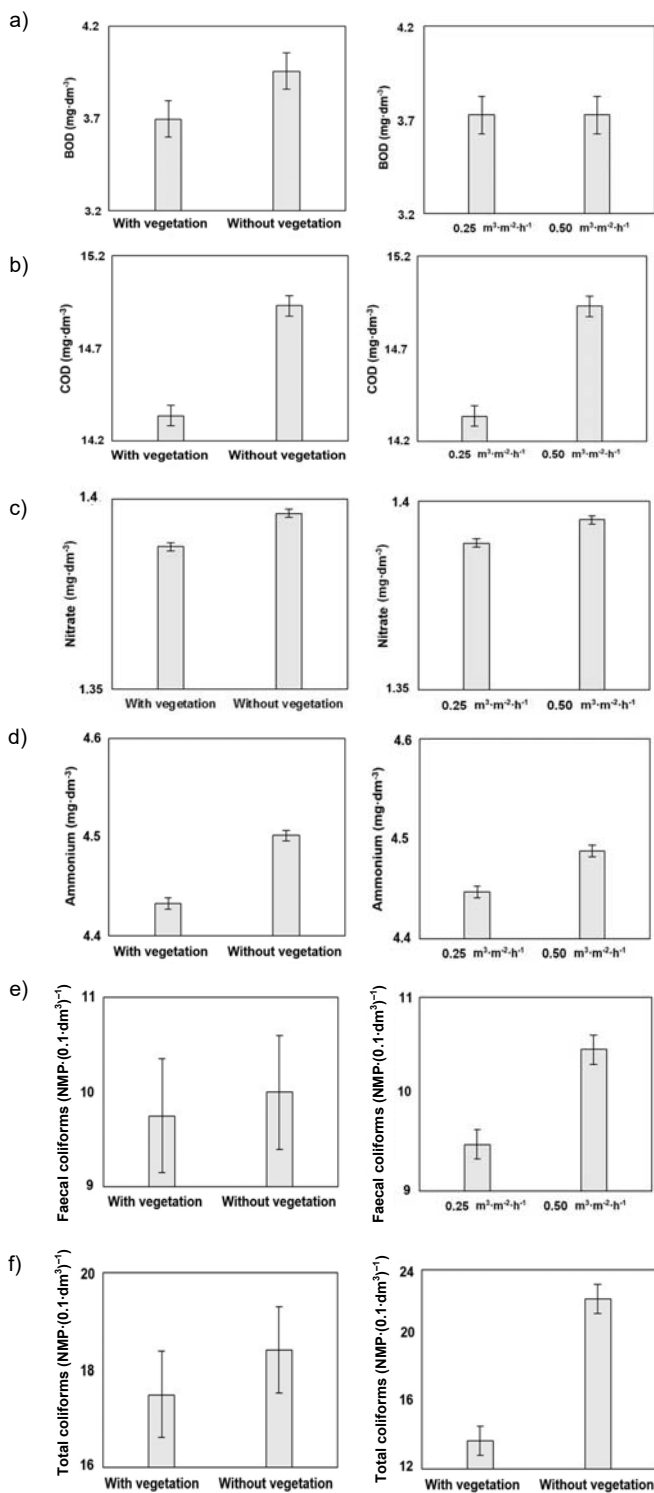 a)
4.2
3.7
3.2
BOD (mg·dm⁻³)
With vegetation Without vegetation
4.2
3.7
3.2
BOD (mg·dm⁻³)
0.25 m³·m⁻²·h⁻¹ 0.50 m³·m⁻²·h⁻¹
b)
15.2
14.7
14.2
COD (mg·dm⁻³)
With vegetation Without vegetation
15.2
14.7
14.2
COD (mg·dm⁻³)
0.25 m³·m⁻²·h⁻¹ 0.50 m³·m⁻²·h⁻¹
c)
1.4
1.35
Nitrate (mg·dm⁻³)
With vegetation Without vegetation
1.4
1.35
Nitrate (mg·dm⁻³)
0.25 m³·m⁻²·h⁻¹ 0.50 m³·m⁻²·h⁻¹
d)
4.6
4.5
4.4
Ammonium (mg·dm⁻³)
With vegetation Without vegetation
4.6
4.5
4.4
Ammonium (mg·dm⁻³)
0.25 m³·m⁻²·h⁻¹ 0.50 m³·m⁻²·h⁻¹
e)
11
10
9
Faecal coliforms (NMP·(0.1·dm³)⁻¹)
With vegetation Without vegetation
11
10
9
Faecal coliforms (NMP·(0.1·dm³)⁻¹)
0.25 m³·m⁻²·h⁻¹ 0.50 m³·m⁻²·h⁻¹
f)
20
18
16
Total coliforms (NMP·(0.1·dm³)⁻¹)
With vegetation Without vegetation
24
20
16
12
Total coliforms (NMP·(0.1·dm³)⁻¹)
With vegetation Without vegetation